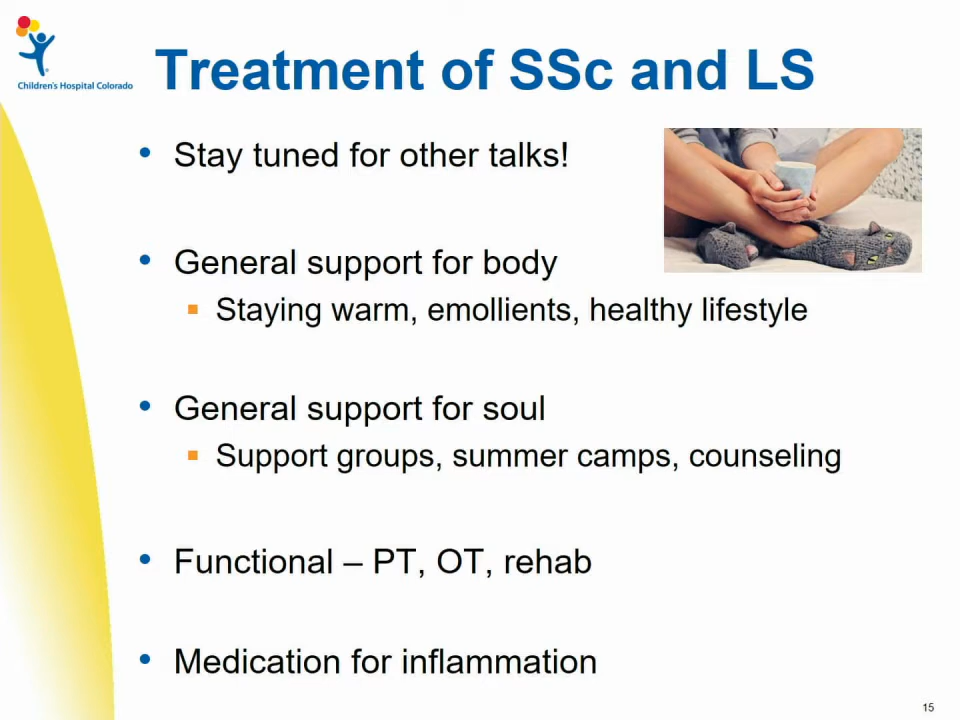 Children's Hospital Colorado
Treatment of SSc and LS
• Stay tuned for other talks!
• General support for body
▪ Staying warm, emollients, healthy lifestyle
• General support for soul
▪ Support groups, summer camps, counseling
• Functional – PT, OT, rehab
• Medication for inflammation
15